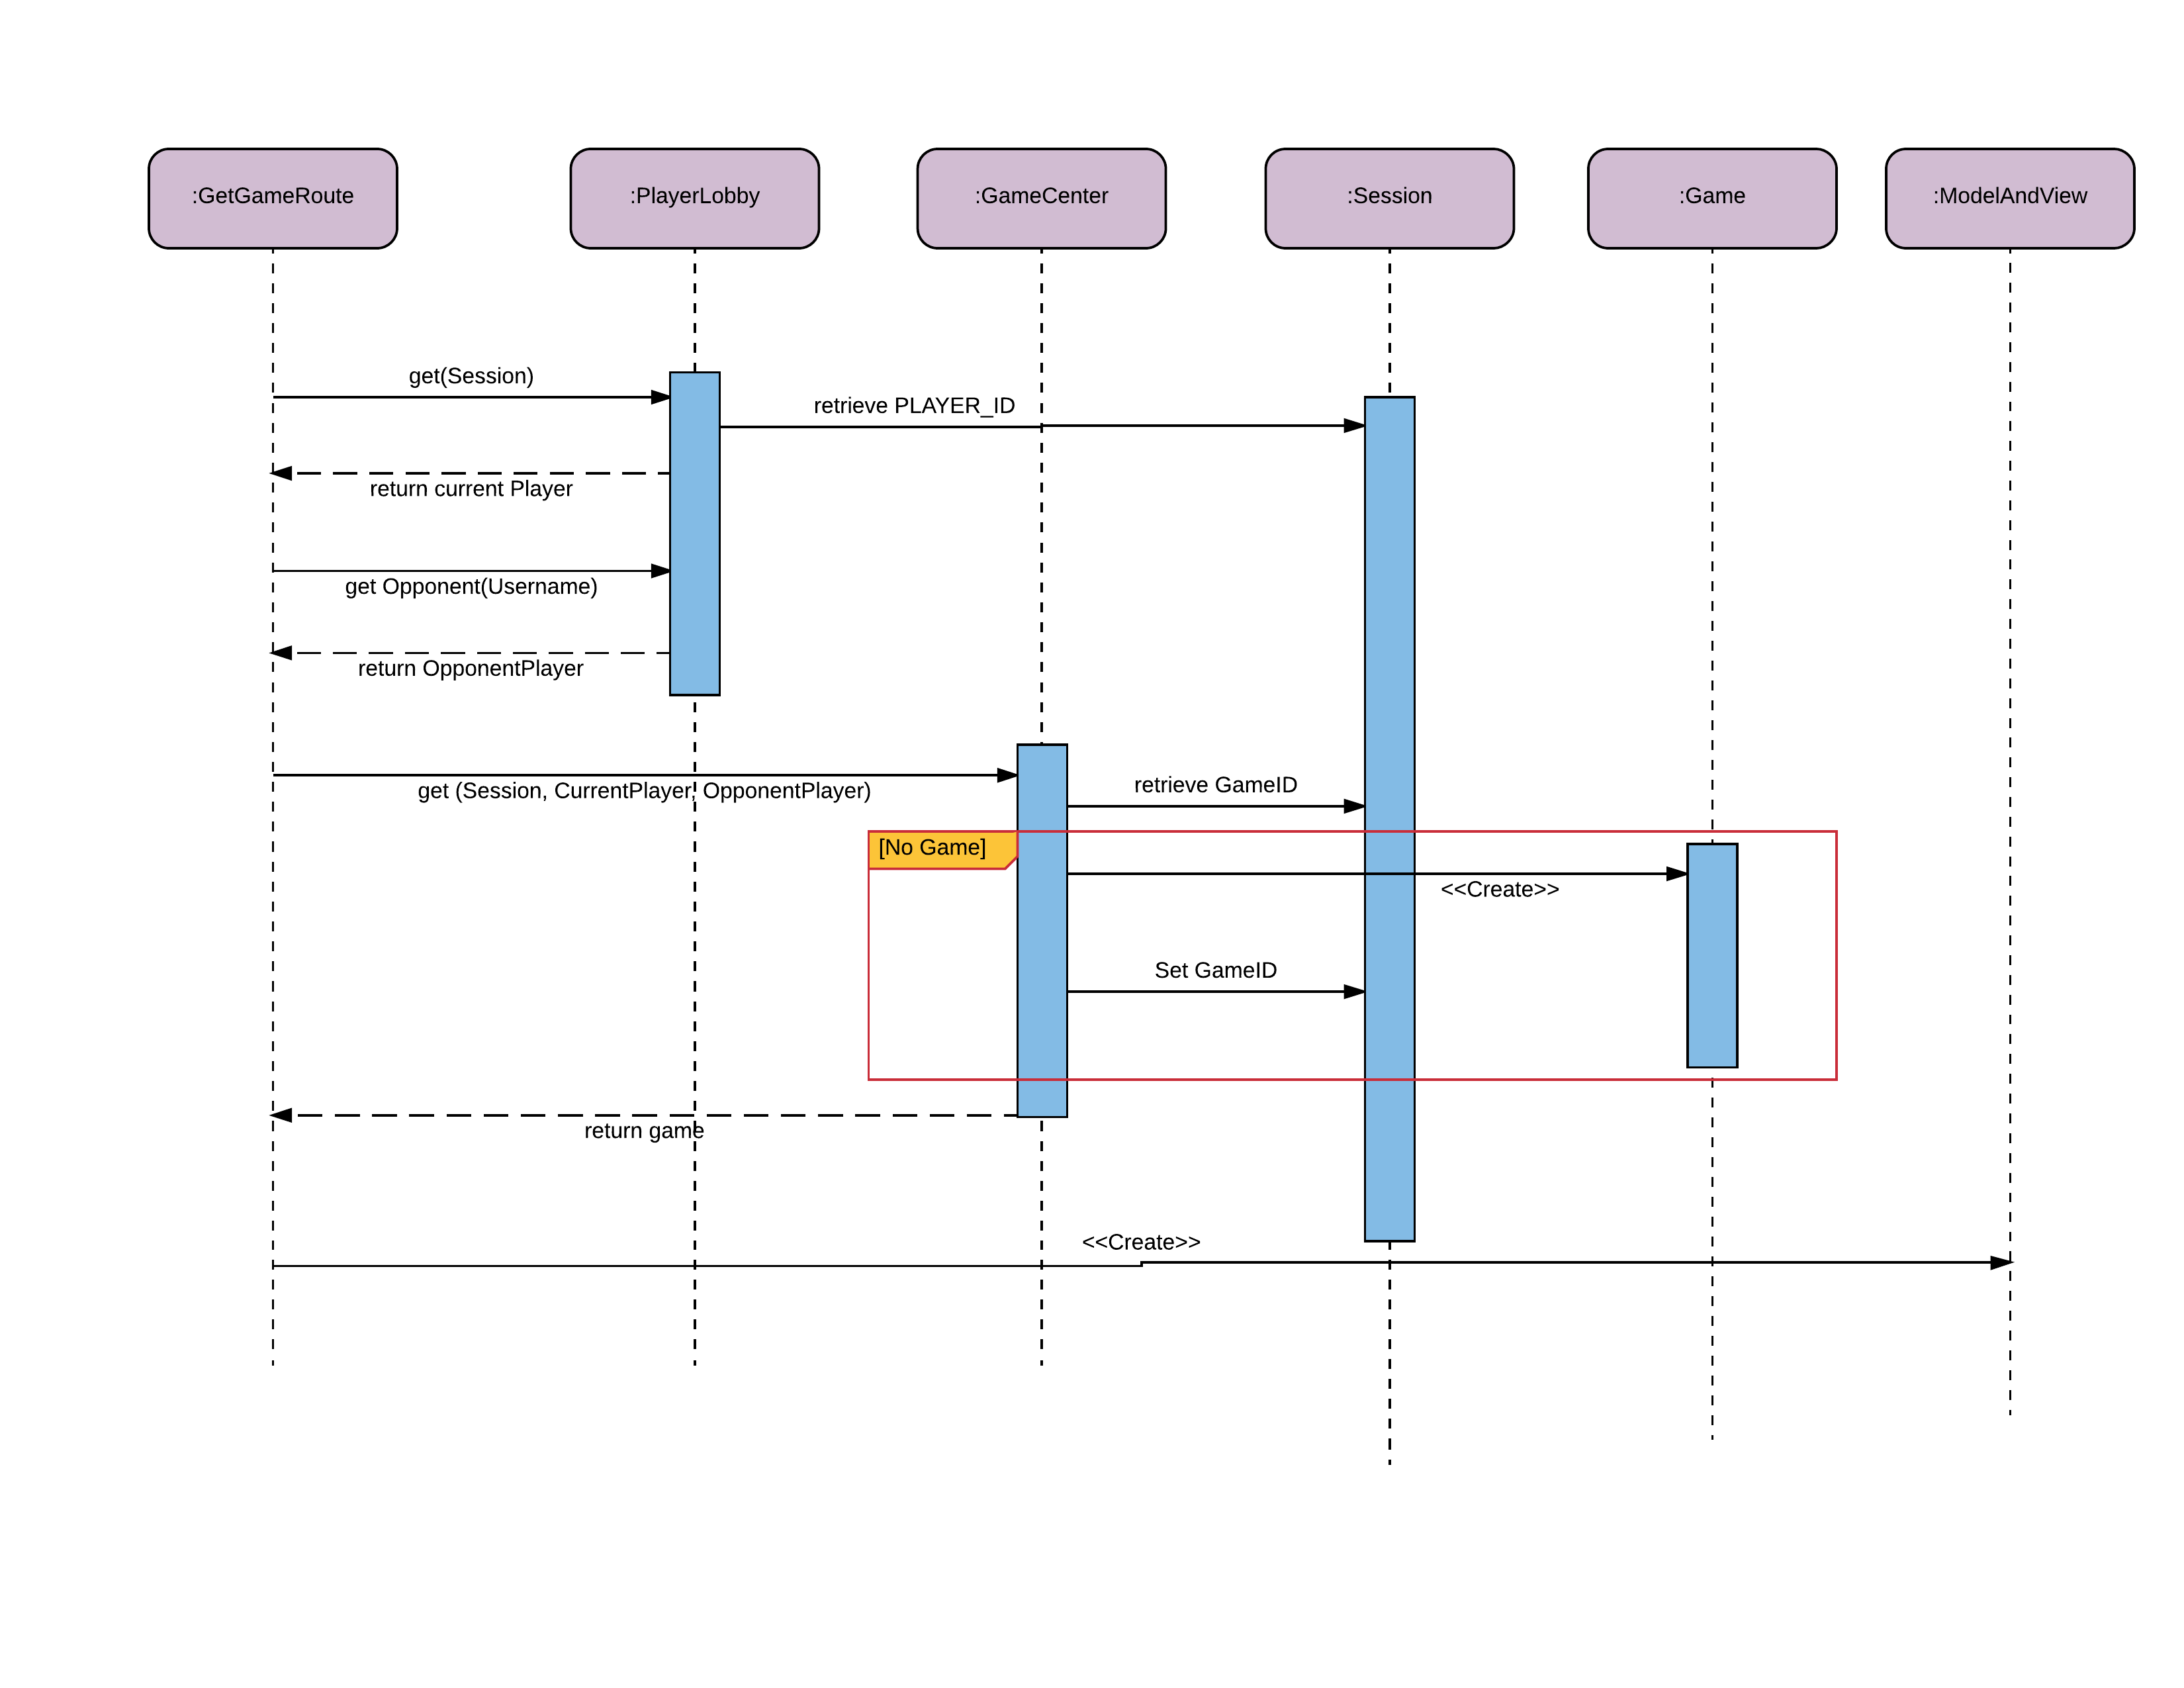 :GetGameRoute
:PlayerLobby
:GameCenter
:Session
:Game
:ModelAndView
get(Session)
retrieve PLAYER_ID
return current Player
get Opponent(Username)
return OpponentPlayer
get (Session, CurrentPlayer, OpponentPlayer)
retrieve GameID
[No Game]
<<Create>>
Set GameID
return game
<<Create>>